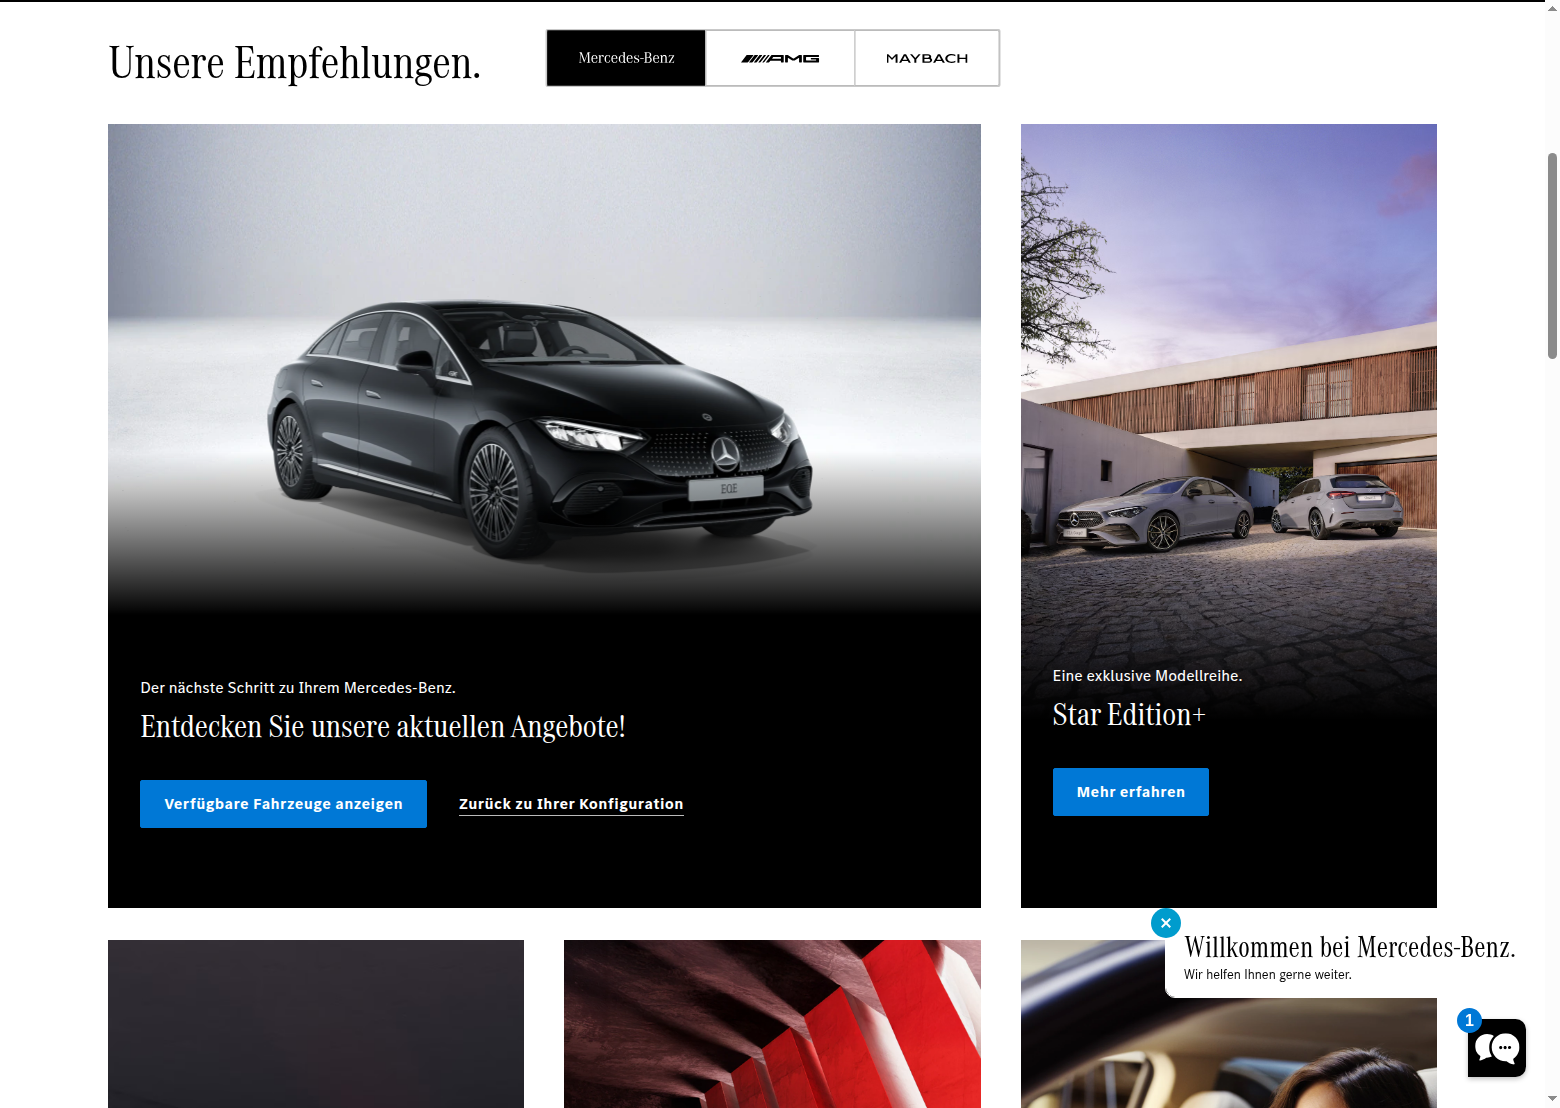 Unsere Empfehlungen.
Mercedes-Benz
AMG
MAYBACH
EQE
Der nächste Schritt zu Ihrem Mercedes-Benz.
Entdecken Sie unsere aktuellen Angebote!
Verfügbare Fahrzeuge anzeigen
Zurück zu Ihrer Konfiguration
Eine exklusive Modellreihe.
Star Edition+
Mehr erfahren
Willkommen bei Mercedes-Benz.
Wir helfen Ihnen gerne weiter.
1